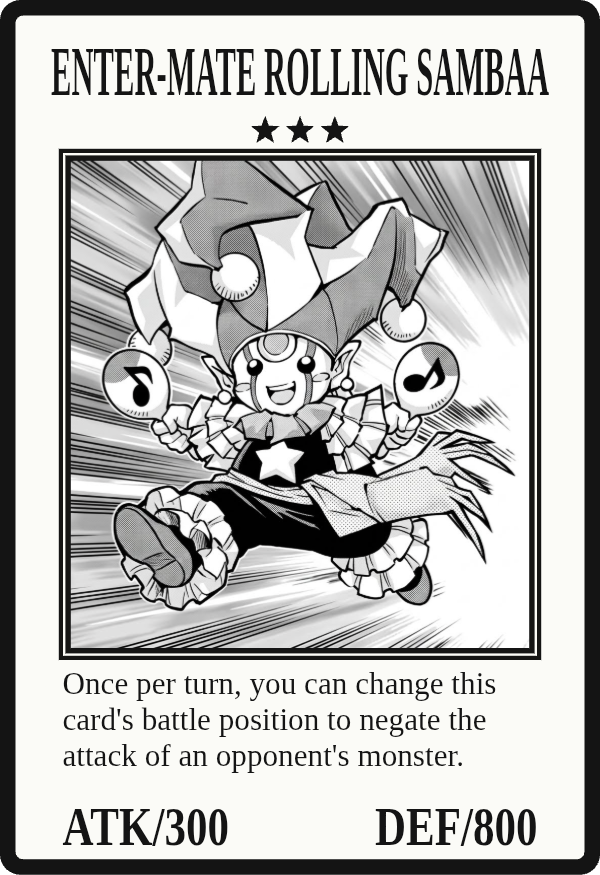 ENTER-MATE ROLLING SAMBAA
Once per turn, you can change this
card's battle position to negate the
attack of an opponent's monster.
ATK/300 DEF/800